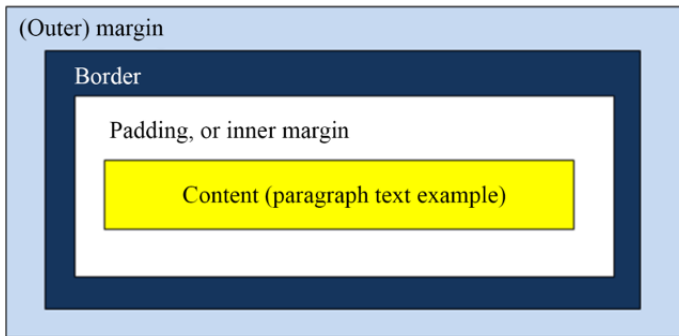 (Outer) margin
Border
Padding, or inner margin
Content (paragraph text example)